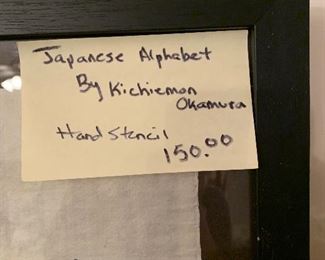 Japanese Alphabet
By Kichiemon
Okamura
Hand Stencil
150.00